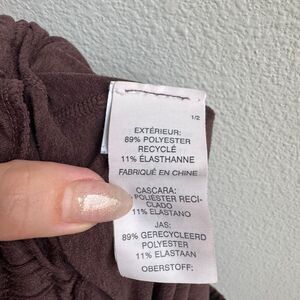 1/2
EXTÉRIEUR:
89% POLYESTER
RECYCLÉ
11% ÉLASTHANNE
FABRIQUÉ EN CHINE
CASCARA:
POLIESTER RECI-
CLADO
11% ELASTANO
JAS:
89% GERECYCLEERD
POLYESTER
11% ELASTAAN
OBERSTOFF: